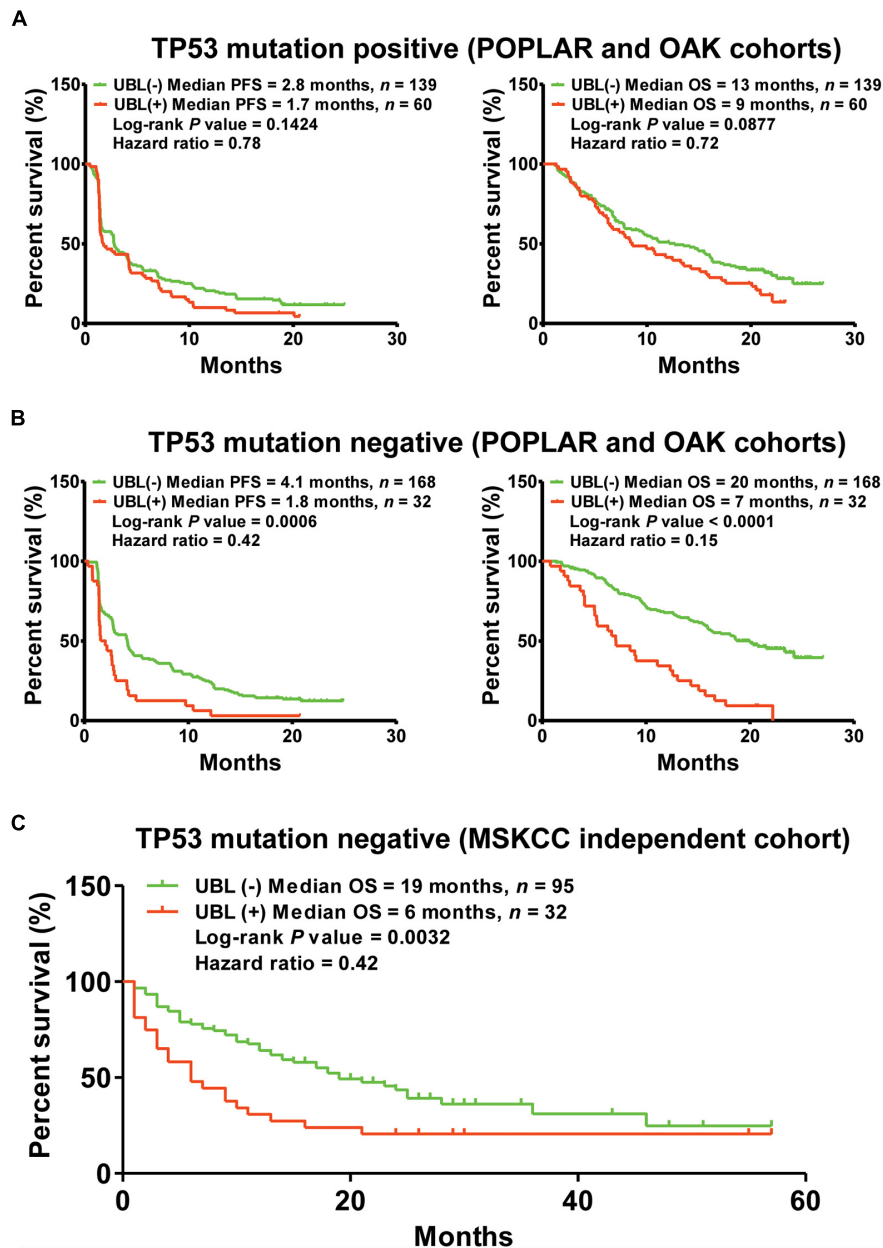 A
TP53 mutation positive (POPLAR and OAK cohorts)
UBL(-) Median PFS = 2.8 months, n = 139
UBL(+) Median PFS = 1.7 months, n = 60
Log-rank P value = 0.1424
Hazard ratio = 0.78
Percent survival (%)
150
100
50
0
0 10 20 30
Months
UBL(-) Median OS = 13 months, n = 139
UBL(+) Median OS = 9 months, n = 60
Log-rank P value = 0.0877
Hazard ratio = 0.72
Percent survival (%)
150
100
50
0
0 10 20 30
Months
B
TP53 mutation negative (POPLAR and OAK cohorts)
UBL(-) Median PFS = 4.1 months, n = 168
UBL(+) Median PFS = 1.8 months, n = 32
Log-rank P value = 0.0006
Hazard ratio = 0.42
Percent survival (%)
150
100
50
0
0 10 20 30
Months
UBL(-) Median OS = 20 months, n = 168
UBL(+) Median OS = 7 months, n = 32
Log-rank P value < 0.0001
Hazard ratio = 0.15
Percent survival (%)
150
100
50
0
0 10 20 30
Months
C
TP53 mutation negative (MSKCC independent cohort)
UBL (-) Median OS = 19 months, n = 95
UBL (+) Median OS = 6 months, n = 32
Log-rank P value = 0.0032
Hazard ratio = 0.42
Percent survival (%)
150
100
50
0
0 20 40 60
Months